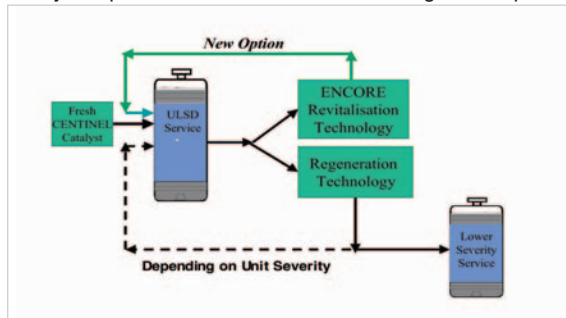 New Option
Fresh
CENTINEL
Catalyst
ULSD
Service
ENCORE
Revitalisation
Technology
Regeneration
Technology
Lower
Severity
Service
Depending on Unit Severity